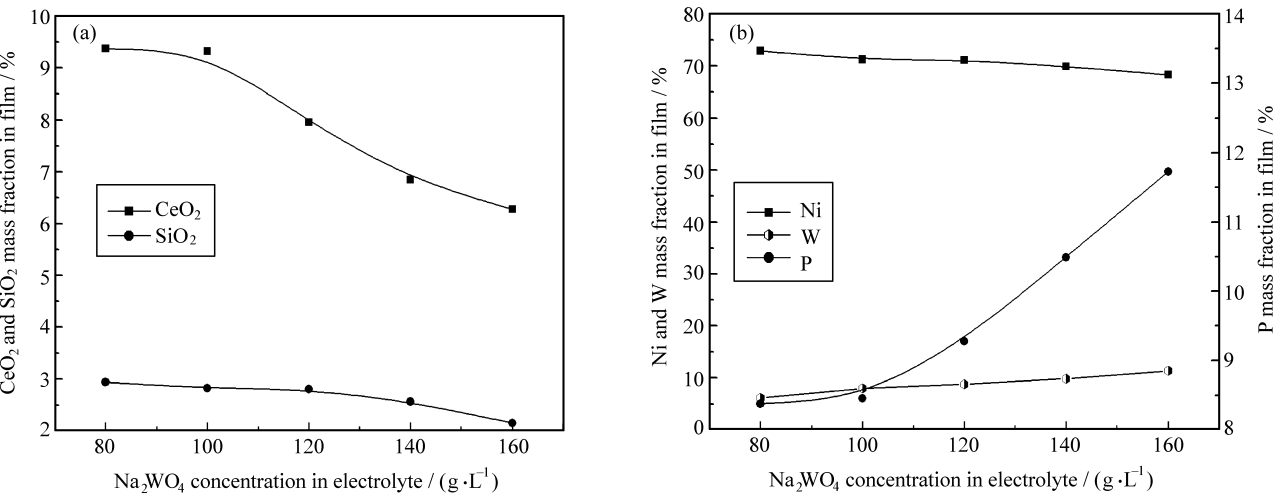 (a)
CeO₂ and SiO₂ mass fraction in film / %
10
9
8
7
6
5
4
3
2
CeO₂
SiO₂
80 100 120 140 160
Na₂WO₄ concentration in electrolyte / (g·L⁻¹)
(b)
Ni and W mass fraction in film / %
80
70
60
50
40
30
20
10
0
Ni
W
P
14
13
12
11
10
9
8
P mass fraction in film / %
80 100 120 140 160
Na₂WO₄ concentration in electrolyte / (g·L⁻¹)